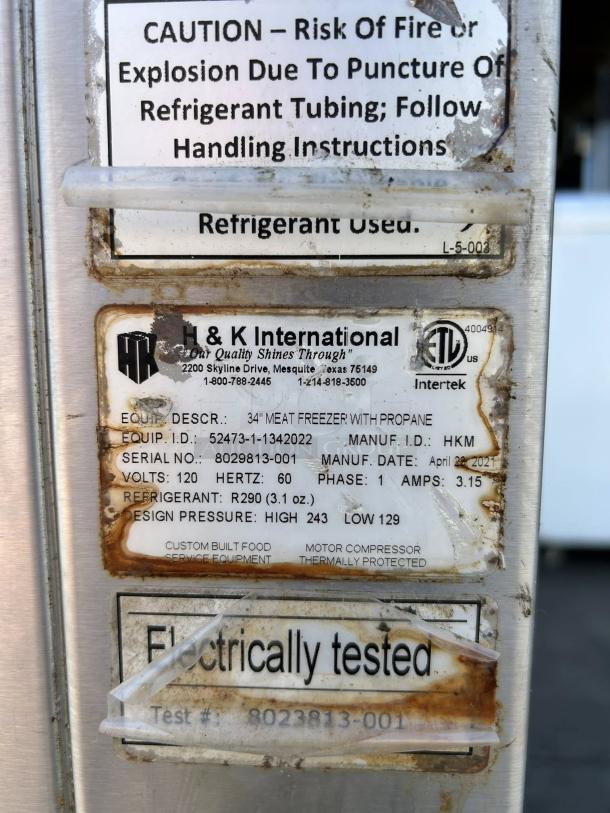 CAUTION – Risk Of Fire or
Explosion Due To Puncture Of
Refrigerant Tubing; Follow
Handling Instructions
Refrigerant Used.
L-5-003
HK
H & K International
"Our Quality Shines Through"
2200 Skyline Drive, Mesquite, Texas 75149
1-800-788-2445 1-214-818-3500
ETL
US
Intertek
EQUIP. DESCR.: 34" MEAT FREEZER WITH PROPANE
EQUIP. I.D.: 52473-1-1342022 MANUF. I.D.: HKM
SERIAL NO.: 8029813-001 MANUF. DATE: April 2021
VOLTS: 120 HERTZ: 60 PHASE: 1 AMPS: 3.15
REFRIGERANT: R290 (3.1 oz.)
DESIGN PRESSURE: HIGH 243 LOW 129
CUSTOM BUILT FOOD
SERVICE EQUIPMENT
MOTOR COMPRESSOR
THERMALLY PROTECTED
Electrically tested
Test #: 8023813-001